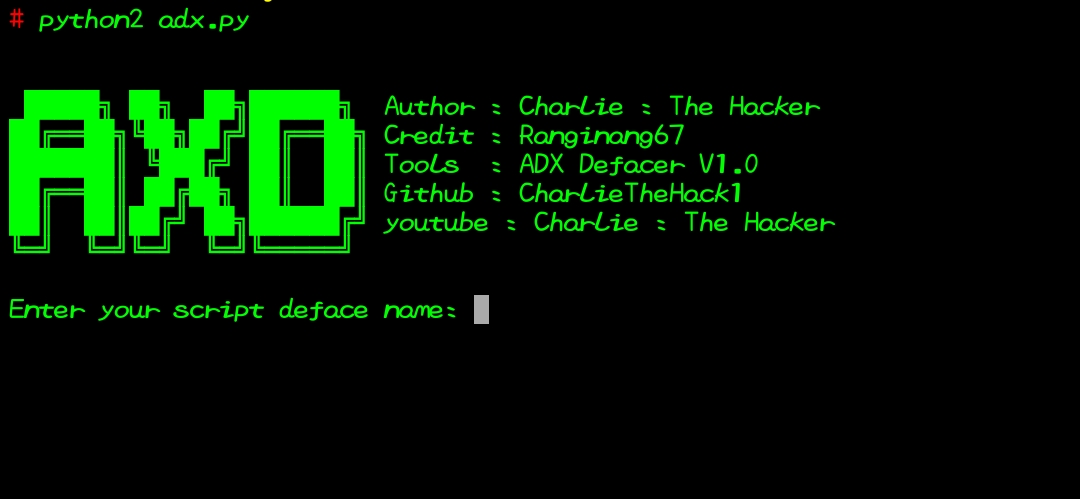 # python2 adx.py
AXD
Author : Charlie : The Hacker
Credit : Ranginang67
Tools : ADX Defacer V1.0
Github : CharlieTheHack1
youtube : Charlie : The Hacker
Enter your script deface name: